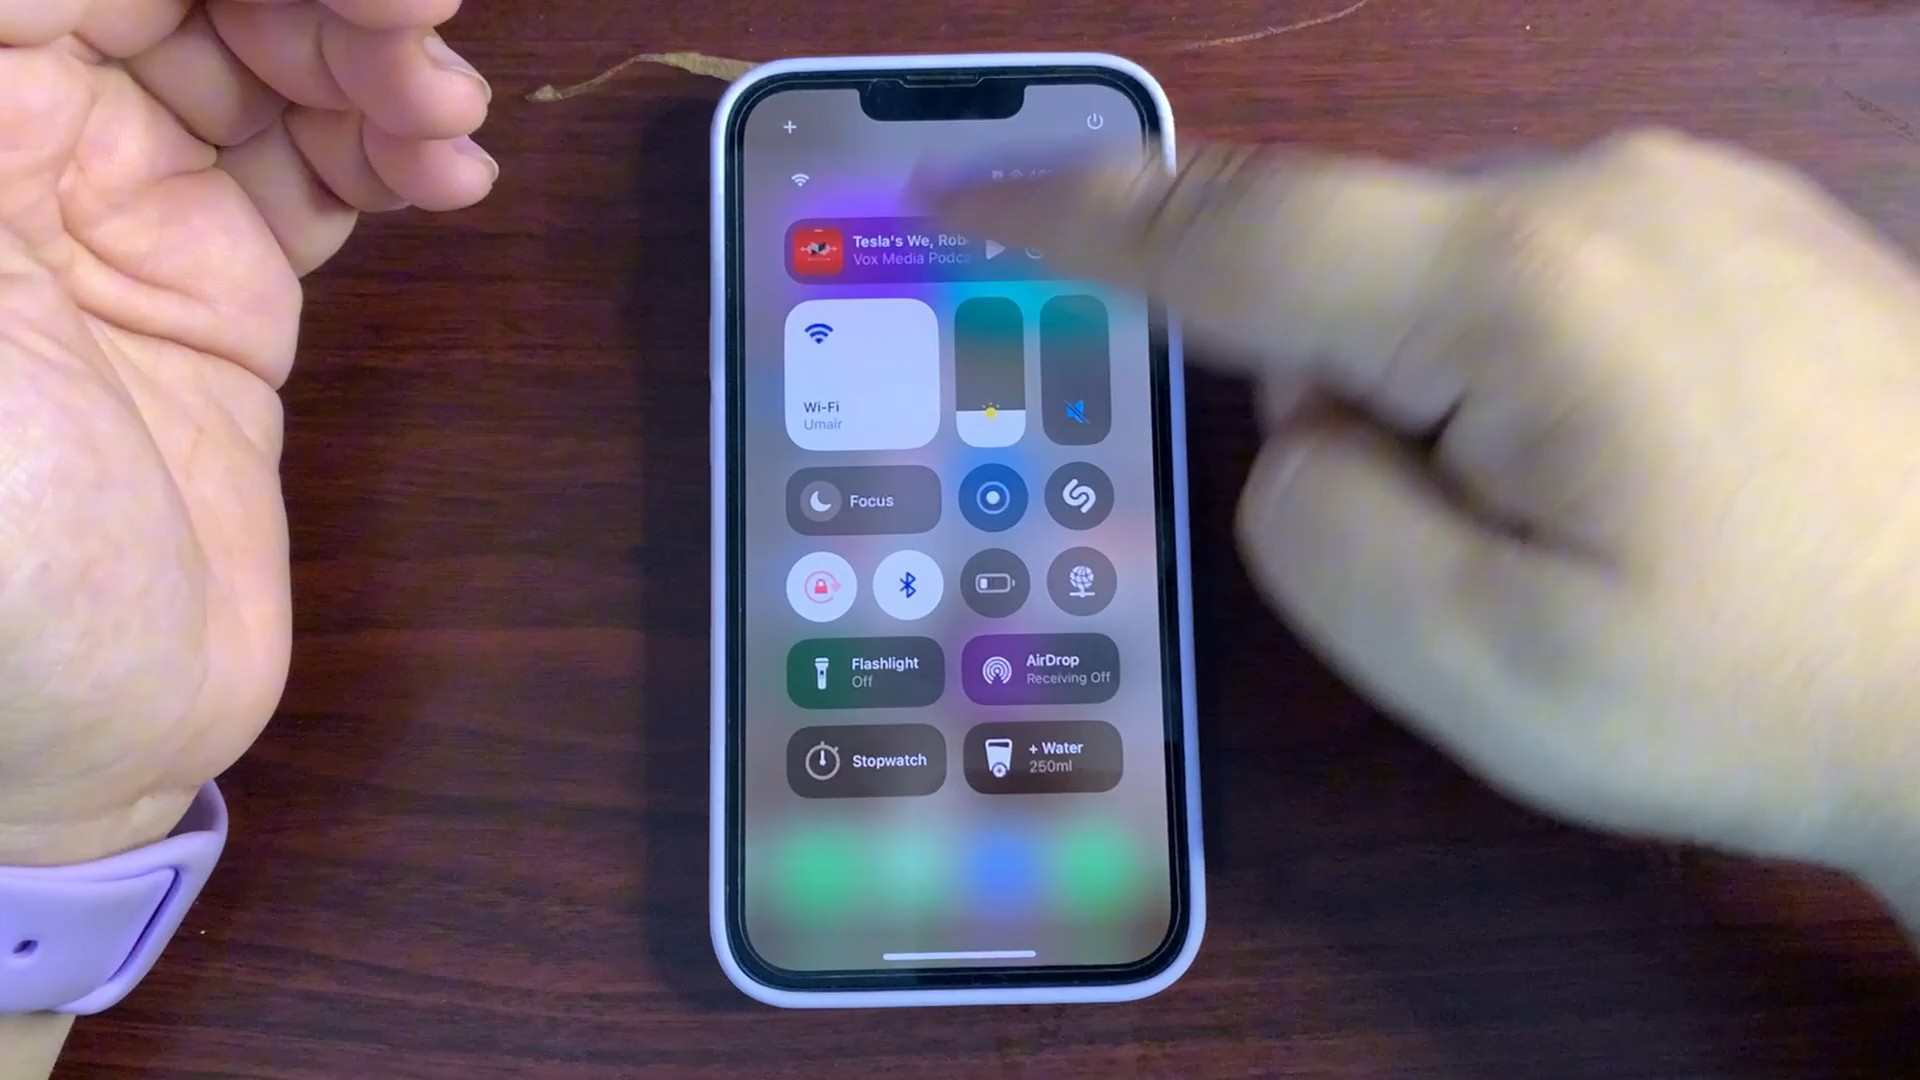 Tesla's We, Rob
Vox Media Podca
Wi-Fi
Umair
Focus
Flashlight
Off
AirDrop
Receiving Off
Stopwatch
+ Water
250ml